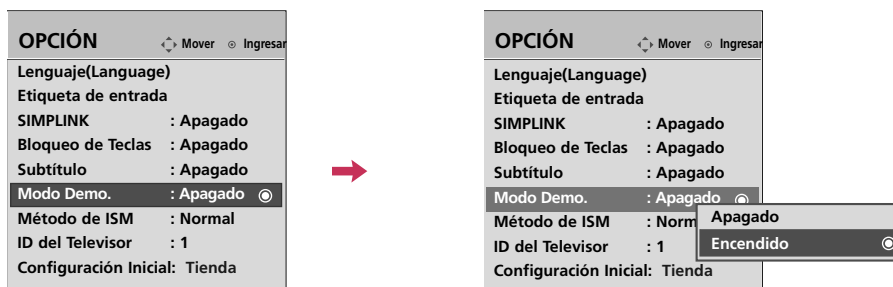 OPCIÓN Mover Ingresar
Lenguaje(Language)
Etiqueta de entrada
SIMPLINK : Apagado
Bloqueo de Teclas : Apagado
Subtítulo : Apagado
Modo Demo. : Apagado
Método de ISM : Normal
ID del Televisor : 1
Configuración Inicial: Tienda
OPCIÓN Mover Ingresar
Lenguaje(Language)
Etiqueta de entrada
SIMPLINK : Apagado
Bloqueo de Teclas : Apagado
Subtítulo : Apagado
Modo Demo. : Apagado
Método de ISM : Norm
ID del Televisor : 1
Configuración Inicial: Tienda
Apagado
Encendido